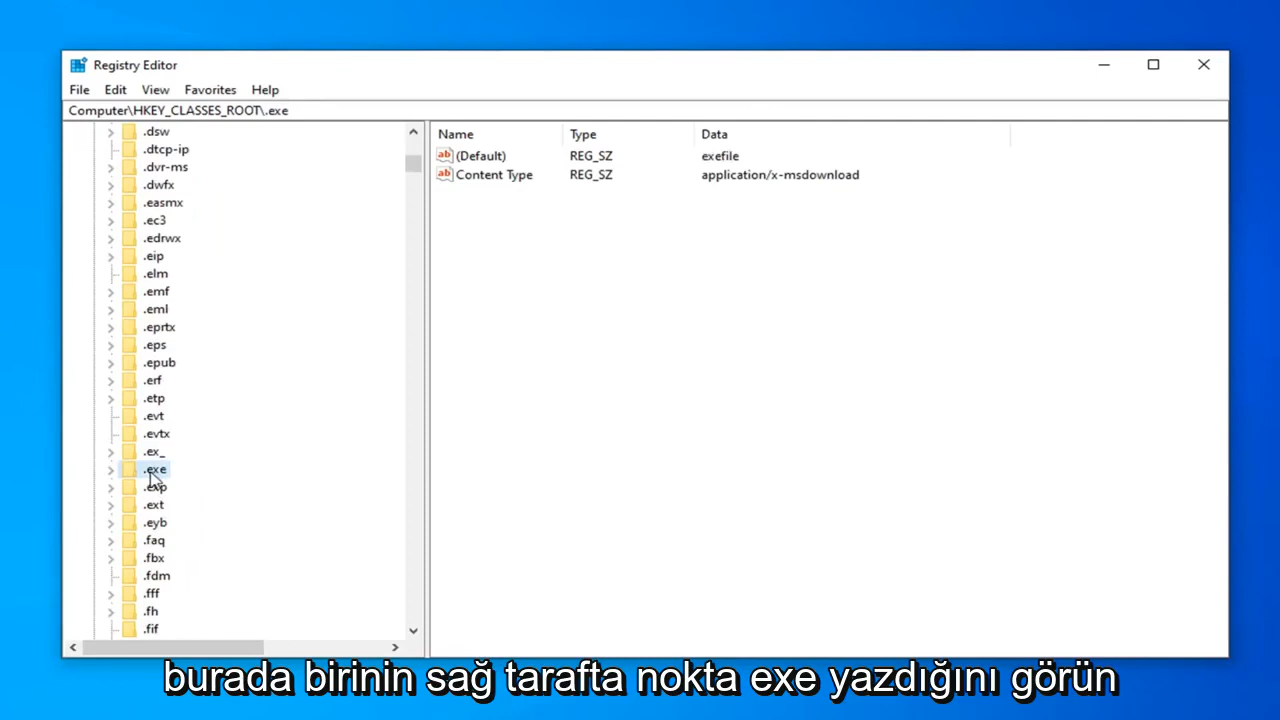 Registry Editor
File Edit View Favorites Help
Computer\HKEY_CLASSES_ROOT\.exe
.dsw
.dtcp-ip
.dvr-ms
.dwfx
.easmx
.ec3
.edrwx
.eip
.elm
.emf
.eml
.eprtx
.eps
.epub
.erf
.etp
.evt
.evtx
.ex_
.exe
.exp
.ext
.eyb
.faq
.fbx
.fdm
.fff
.fh
.fif
Name Type Data
(Default) REG_SZ exefile
Content Type REG_SZ application/x-msdownload
burada birinin sağ tarafta nokta exe yazdığını görün